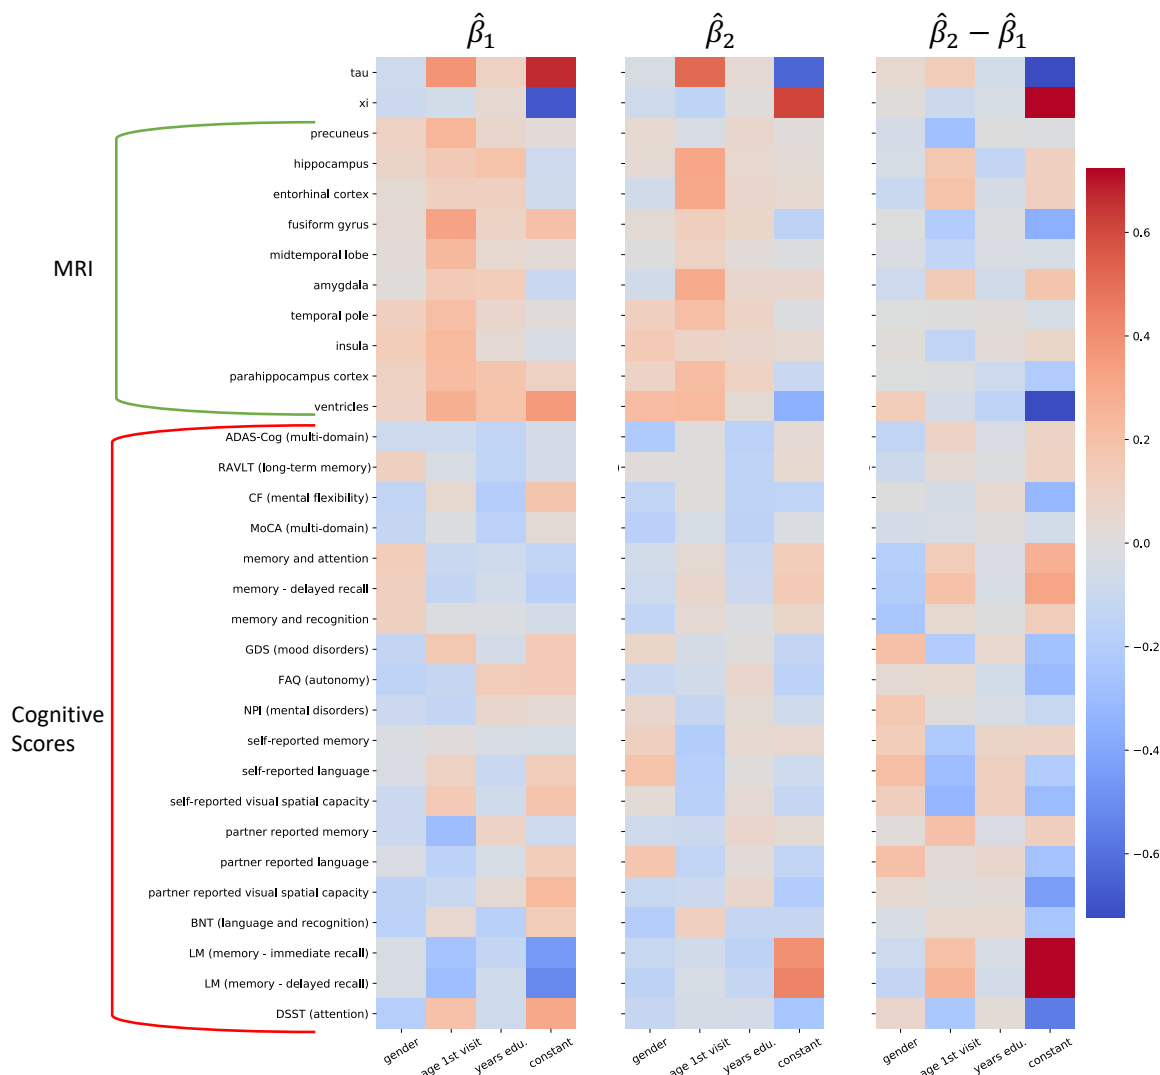 β̂₁
β̂₂
β̂₂ − β̂₁
tau
xi
precuneus
hippocampus
entorhinal cortex
fusiform gyrus
midtemporal lobe
amygdala
temporal pole
insula
parahippocampus cortex
ventricles
ADAS-Cog (multi-domain)
RAVLT (long-term memory)
CF (mental flexibility)
MoCA (multi-domain)
memory and attention
memory - delayed recall
memory and recognition
GDS (mood disorders)
FAQ (autonomy)
NPI (mental disorders)
self-reported memory
self-reported language
self-reported visual spatial capacity
partner reported memory
partner reported language
partner reported visual spatial capacity
BNT (language and recognition)
LM (memory - immediate recall)
LM (memory - delayed recall)
DSST (attention)
MRI
Cognitive
Scores
gender
age 1st visit
years edu.
constant
gender
age 1st visit
years edu.
constant
gender
age 1st visit
years edu.
constant
0.6
0.4
0.2
0.0
−0.2
−0.4
−0.6